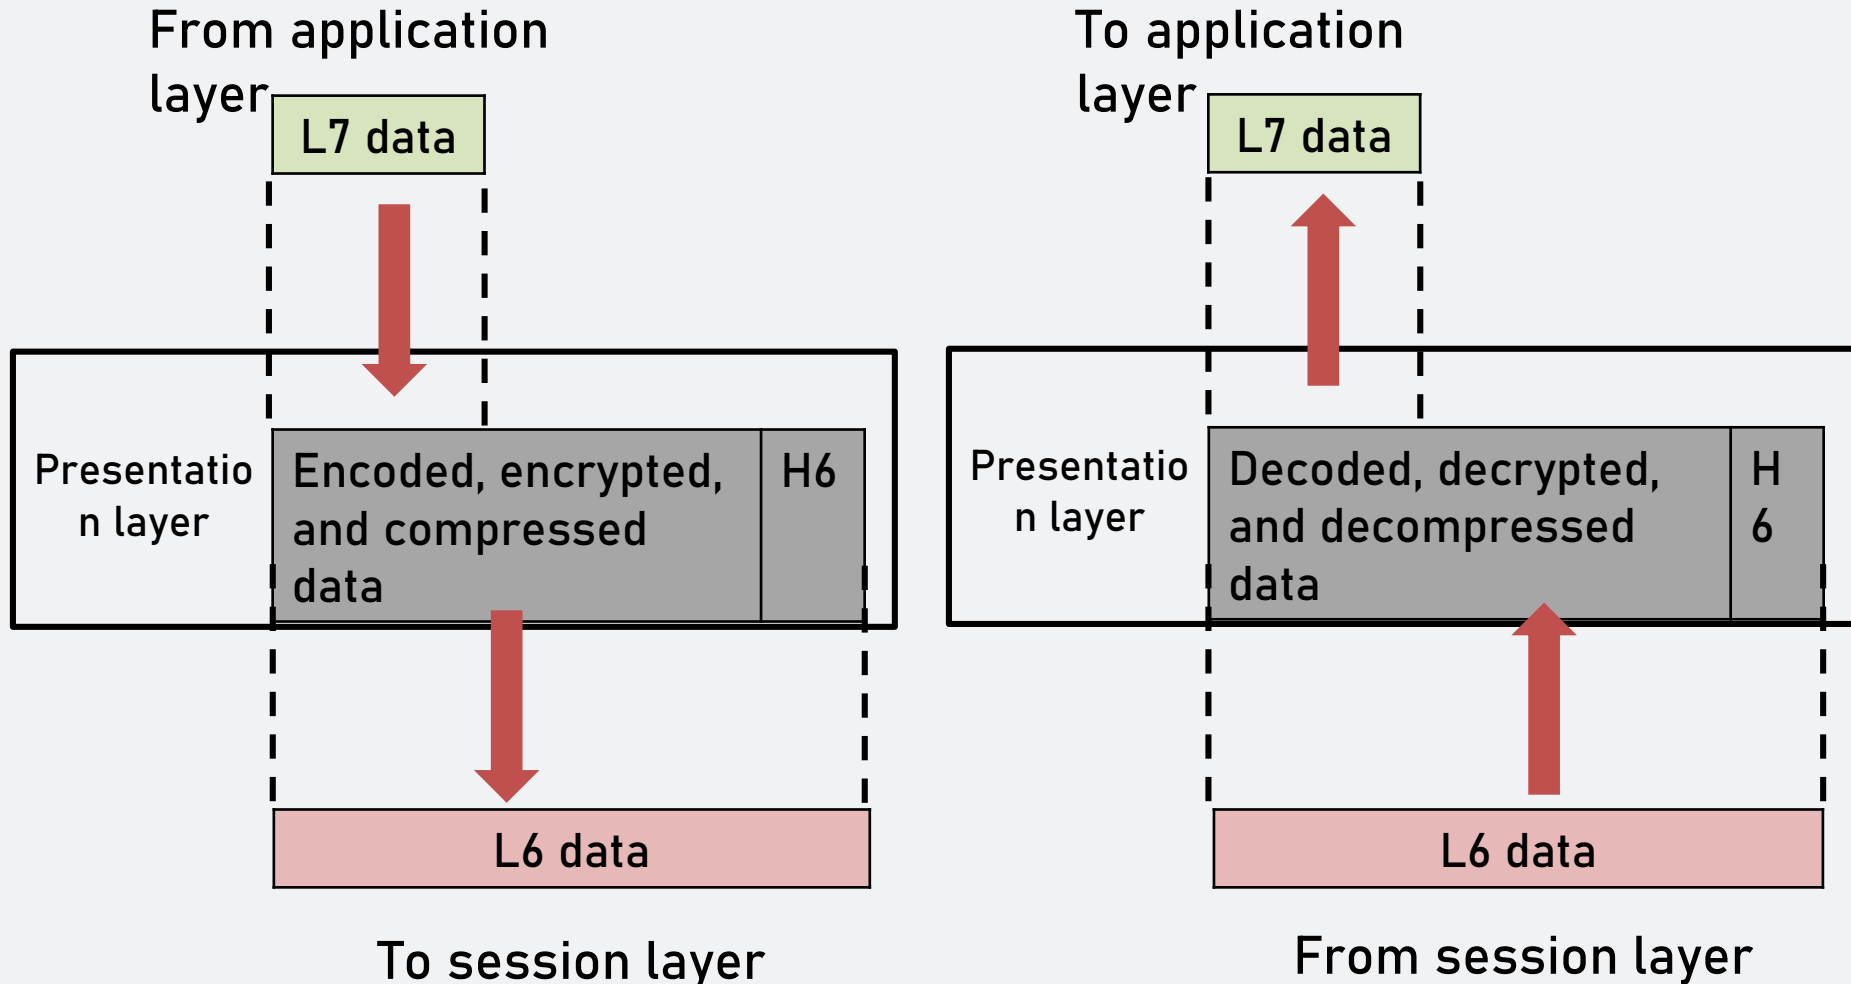 From application
layer
L7 data
Presentatio
n layer
Encoded, encrypted,
and compressed
data
H6
L6 data
To session layer
To application
layer
L7 data
Presentatio
n layer
Decoded, decrypted,
and decompressed
data
H
6
L6 data
From session layer